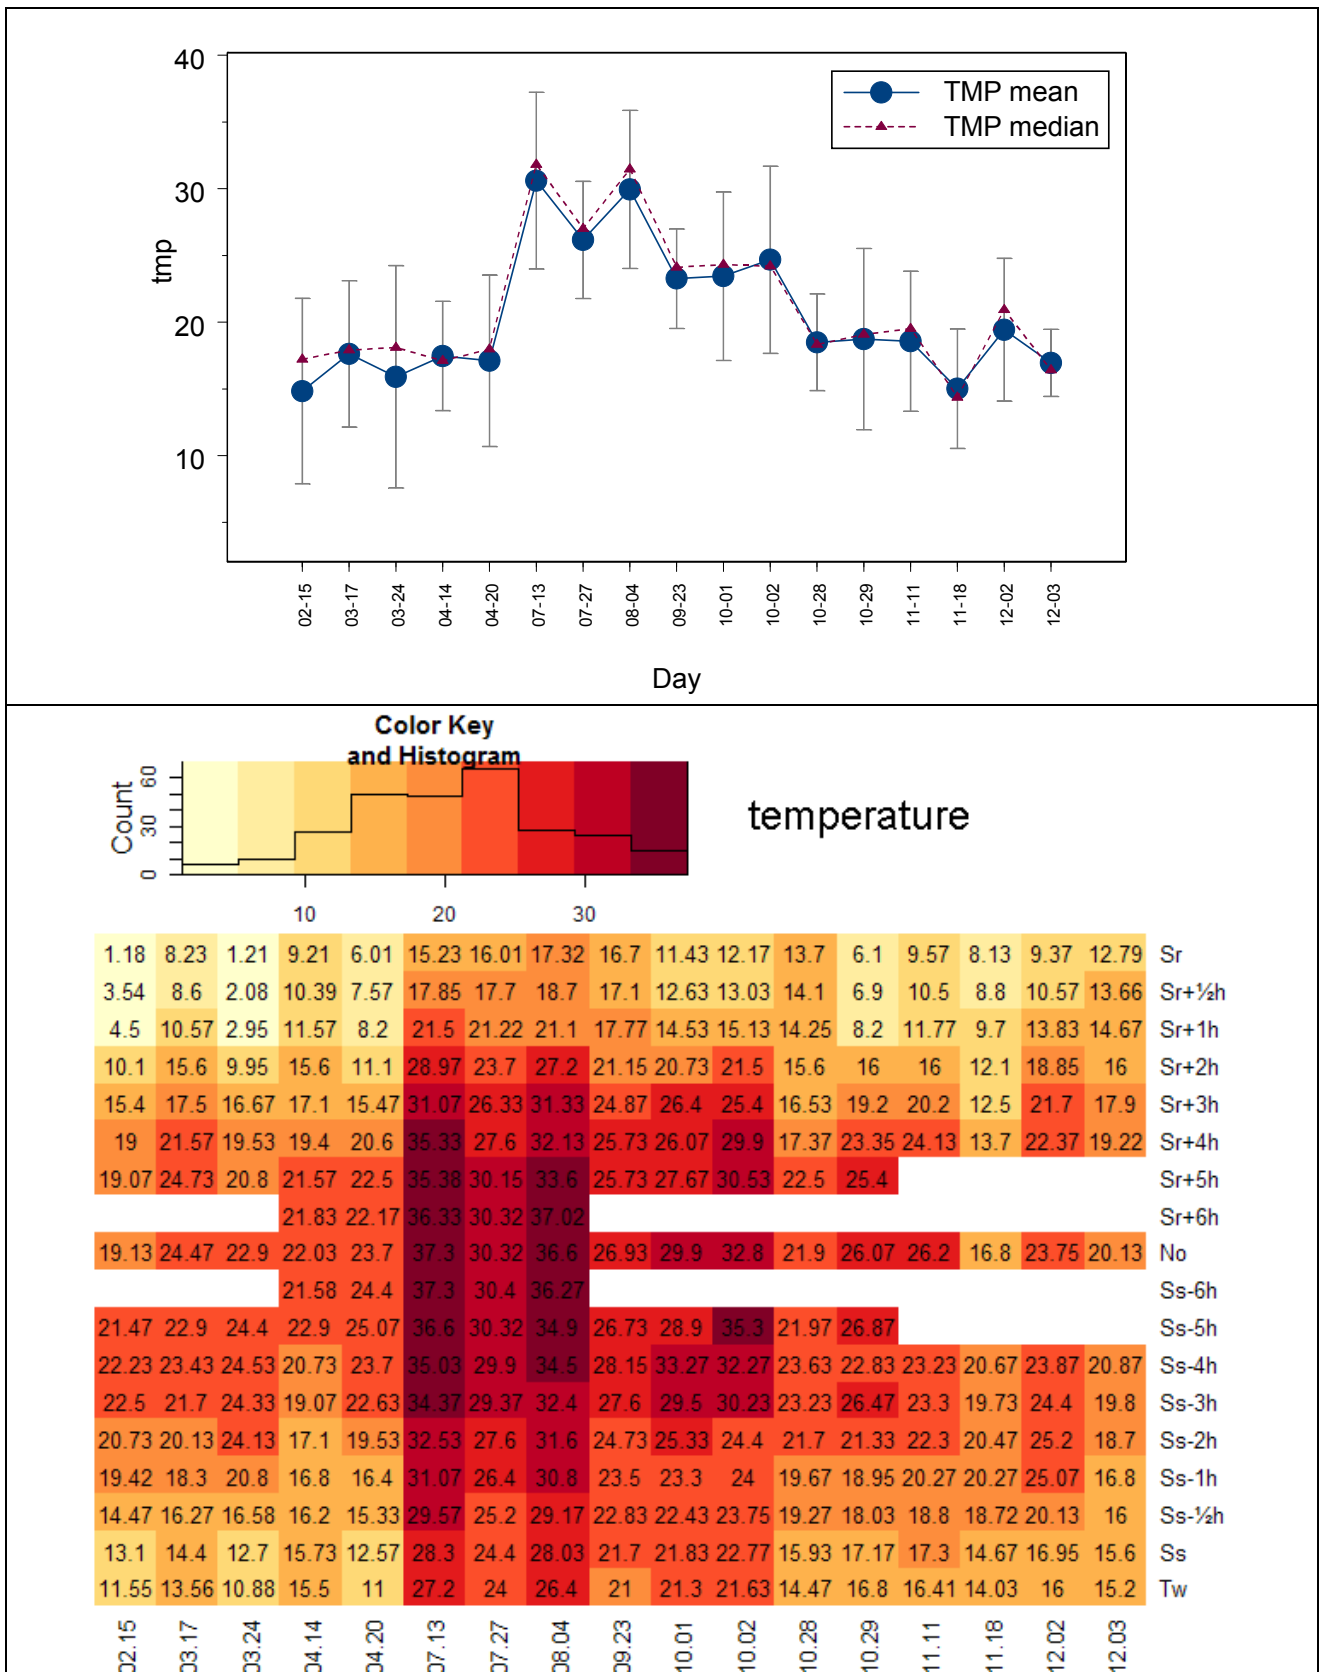 40
30
20
10
tmp
TMP mean
TMP median
02-15 03-17 03-24 04-14 04-20 07-13 07-27 08-04 09-23 10-01 10-02 10-28 10-29 11-11 11-18 12-02 12-03
Day
Color Key
and Histogram
Count
60
30
0
10 20 30
temperature
1.18 8.23 1.21 9.21 6.01 15.23 16.01 17.32 16.7 11.43 12.17 13.7 6.1 9.57 8.13 9.37 12.79 Sr
3.54 8.6 2.08 10.39 7.57 17.85 17.7 18.7 17.1 12.63 13.03 14.1 6.9 10.5 8.8 10.57 13.66 Sr+½h
4.5 10.57 2.95 11.57 8.2 21.5 21.22 21.1 17.77 14.53 15.13 14.25 8.2 11.77 9.7 13.83 14.67 Sr+1h
10.1 15.6 9.95 15.6 11.1 28.97 23.7 27.2 21.15 20.73 21.5 15.6 16 16 12.1 18.85 16 Sr+2h
15.4 17.5 16.67 17.1 15.47 31.07 26.33 31.33 24.87 26.4 25.4 16.53 19.2 20.2 12.5 21.7 17.9 Sr+3h
19 21.57 19.53 19.4 20.6 35.33 27.6 32.13 25.73 26.07 29.9 17.37 23.35 24.13 13.7 22.37 19.22 Sr+4h
19.07 24.73 20.8 21.57 22.5 35.38 30.15 33.6 25.73 27.67 30.53 22.5 25.4 Sr+5h
21.83 22.17 36.33 30.32 37.02 Sr+6h
19.13 24.47 22.9 22.03 23.7 37.3 30.32 36.6 26.93 29.9 32.8 21.9 26.07 26.2 16.8 23.75 20.13 No
21.58 24.4 37.3 30.4 36.27 Ss-6h
21.47 22.9 24.4 22.9 25.07 36.6 30.32 34.9 26.73 28.9 35.3 21.97 26.87 Ss-5h
22.23 23.43 24.53 20.73 23.7 35.03 29.9 34.5 28.15 33.27 32.27 23.63 22.83 23.23 20.67 23.87 20.87 Ss-4h
22.5 21.7 24.33 19.07 22.63 34.37 29.37 32.4 27.6 29.5 30.23 23.23 26.47 23.3 19.73 24.4 19.8 Ss-3h
20.73 20.13 24.13 17.1 19.53 32.53 27.6 31.6 24.73 25.33 24.4 21.7 21.33 22.3 20.47 25.2 18.7 Ss-2h
19.42 18.3 20.8 16.8 16.4 31.07 26.4 30.8 23.5 23.3 24 19.67 18.95 20.27 20.27 25.07 16.8 Ss-1h
14.47 16.27 16.58 16.2 15.33 29.57 25.2 29.17 22.83 22.43 23.75 19.27 18.03 18.8 18.72 20.13 16 Ss-½h
13.1 14.4 12.7 15.73 12.57 28.3 24.4 28.03 21.7 21.83 22.77 15.93 17.17 17.3 14.67 16.95 15.6 Ss
11.55 13.56 10.88 15.5 11 27.2 24 26.4 21 21.3 21.63 14.47 16.8 16.41 14.03 16 15.2 Tw
02.15 03.17 03.24 04.14 04.20 07.13 07.27 08.04 09.23 10.01 10.02 10.28 10.29 11.11 11.18 12.02 12.03